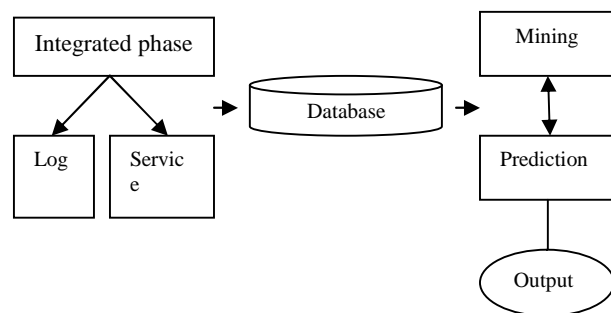 Integrated phase
Log
Servic
e
Database
Mining
Prediction
Output